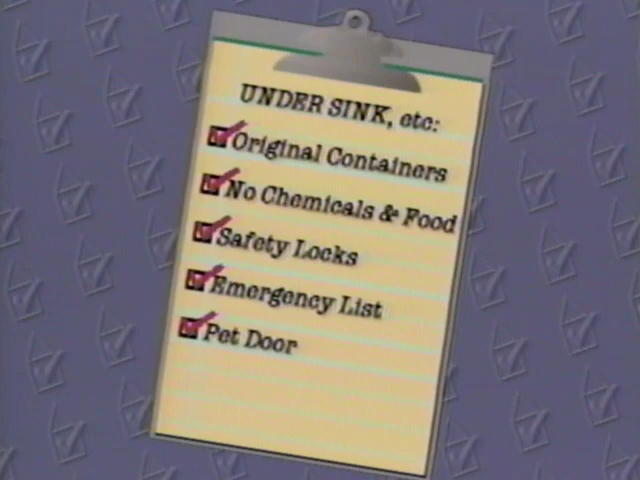 UNDER SINK, etc:
Original Containers
No Chemicals & Food
Safety Locks
Emergency List
Pet Door